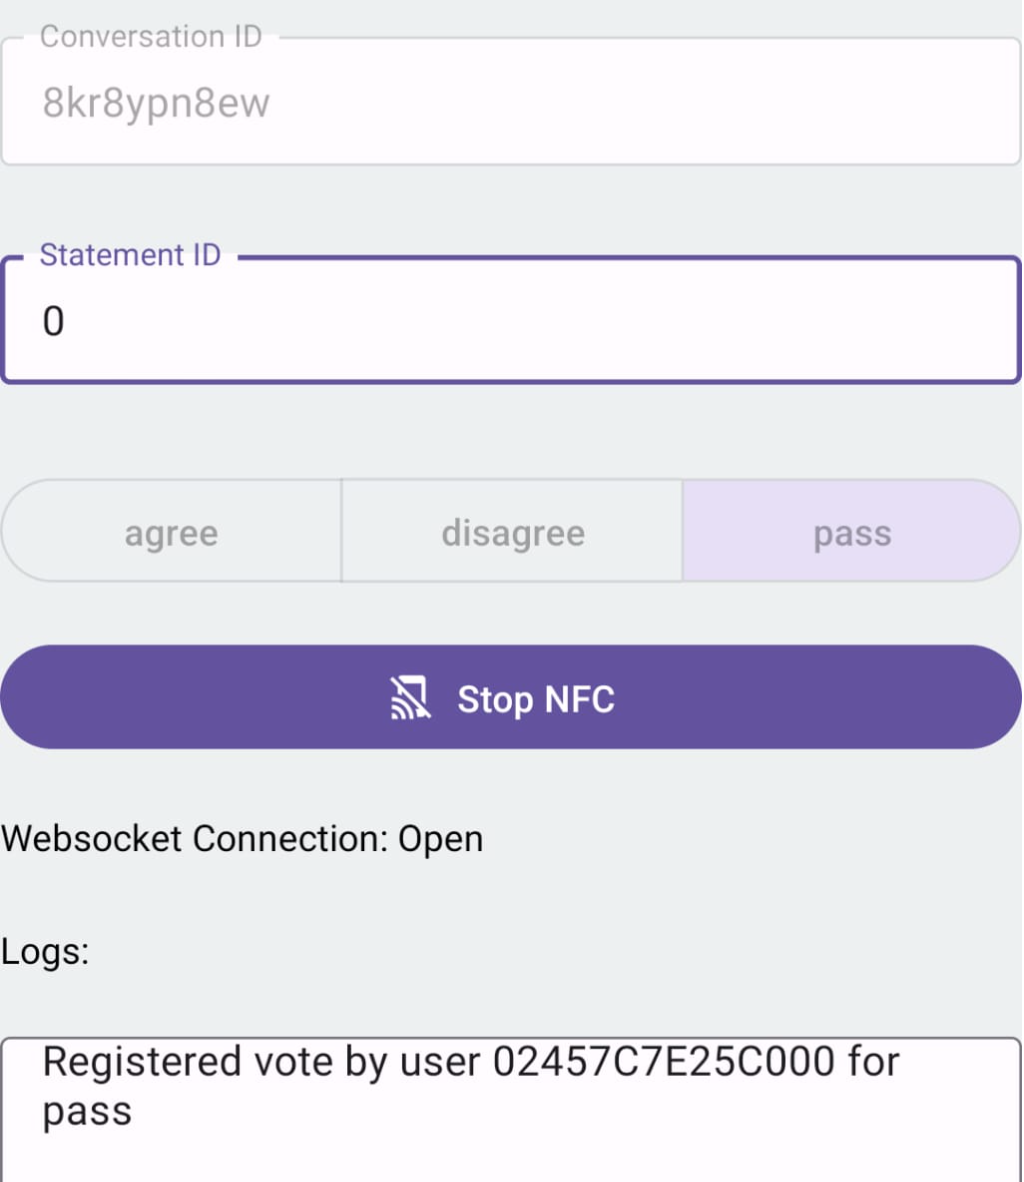 Conversation ID
8kr8ypn8ew
Statement ID
0
agree
disagree
pass
Stop NFC
Websocket Connection: Open
Logs:
Registered vote by user 02457C7E25C000 for
pass